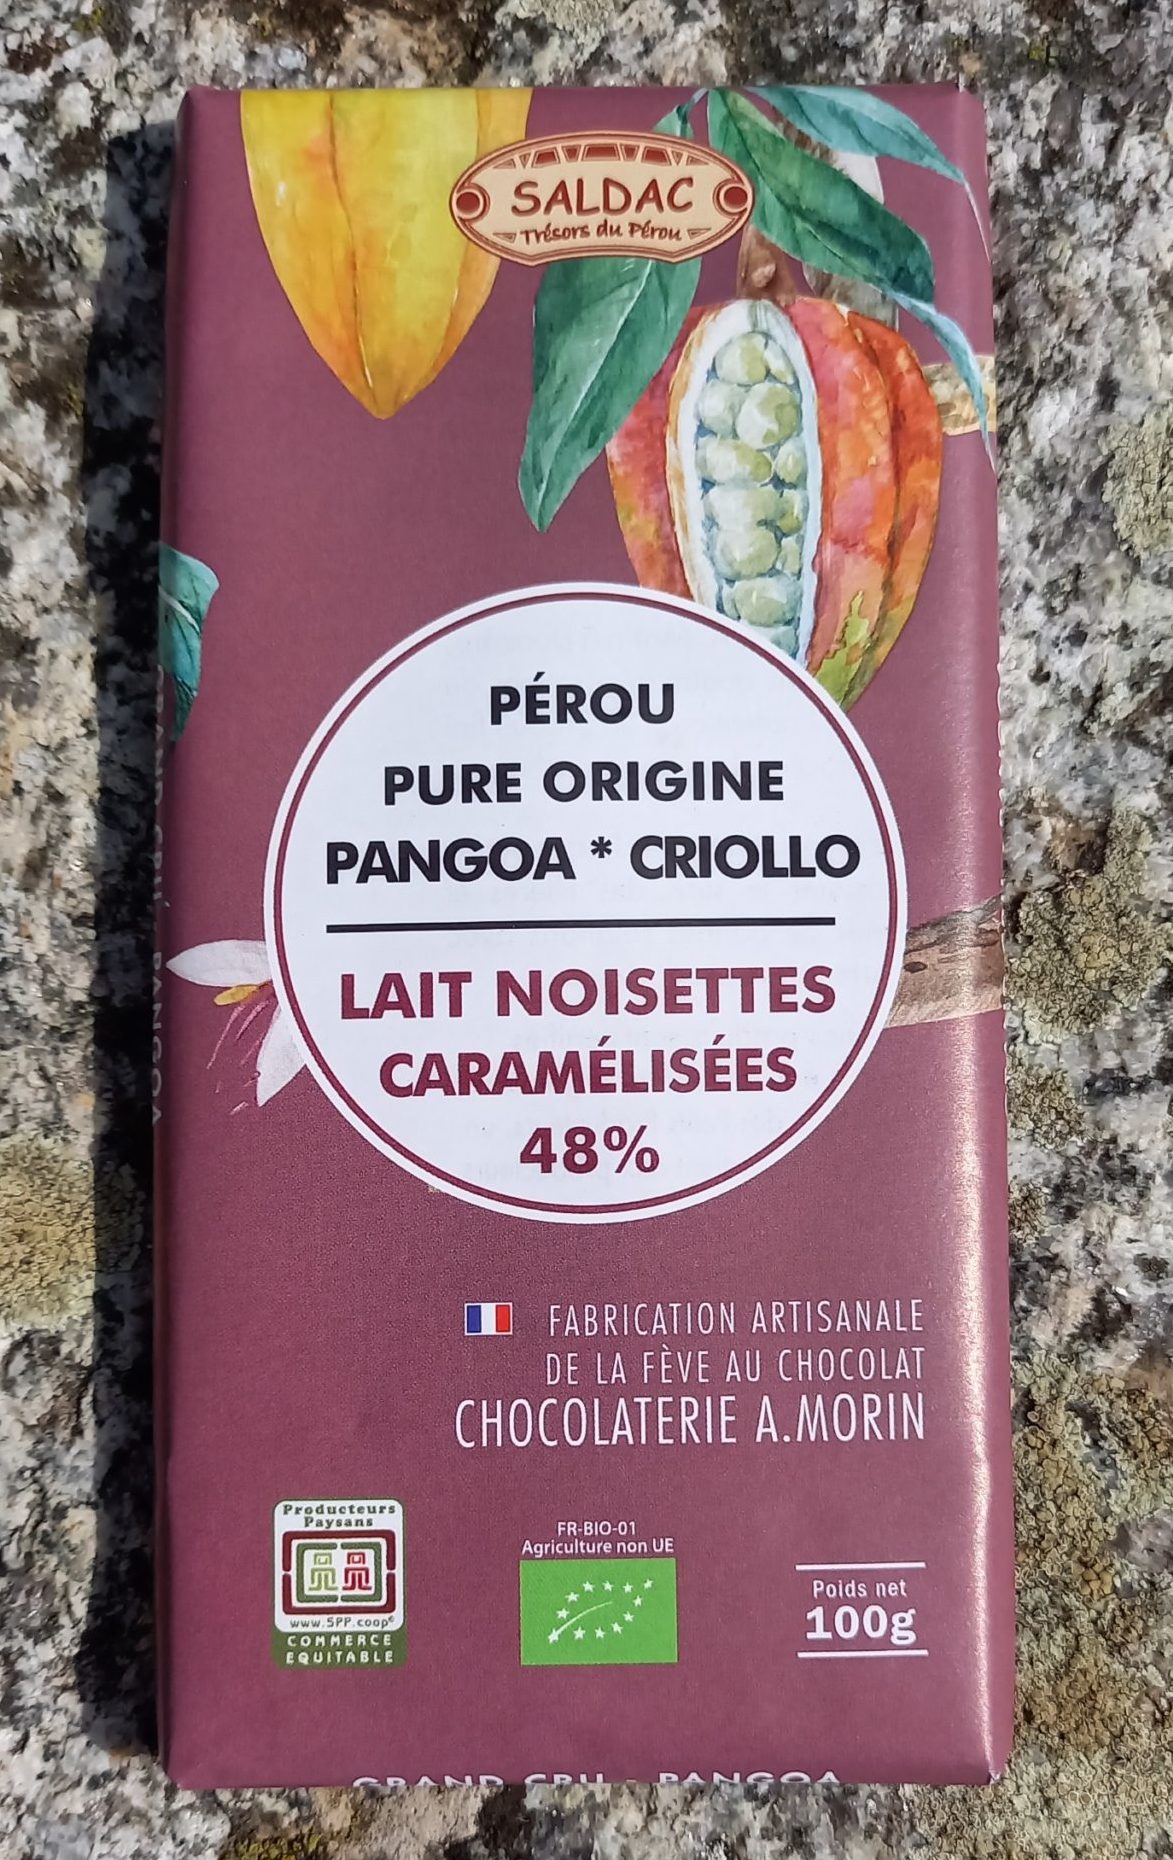 SALDAC
Trésors du Pérou
PÉROU
PURE ORIGINE
PANGOA * CRIOLLO
LAIT NOISETTES
CARAMÉLISÉES
48%
FABRICATION ARTISANALE
DE LA FÈVE AU CHOCOLAT
CHOCOLATERIE A.MORIN
Producteurs
Paysans
www.SPP.coop
COMMERCE
EQUITABLE
FR-BIO-01
Agriculture non UE
Poids net
100g
GRAND CRU - PANGOA